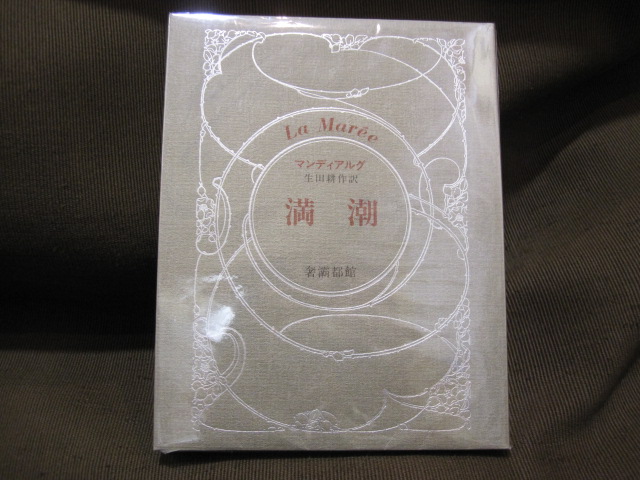 La Marée
マンディアルグ
生田耕作訳
満潮
奢灞都館